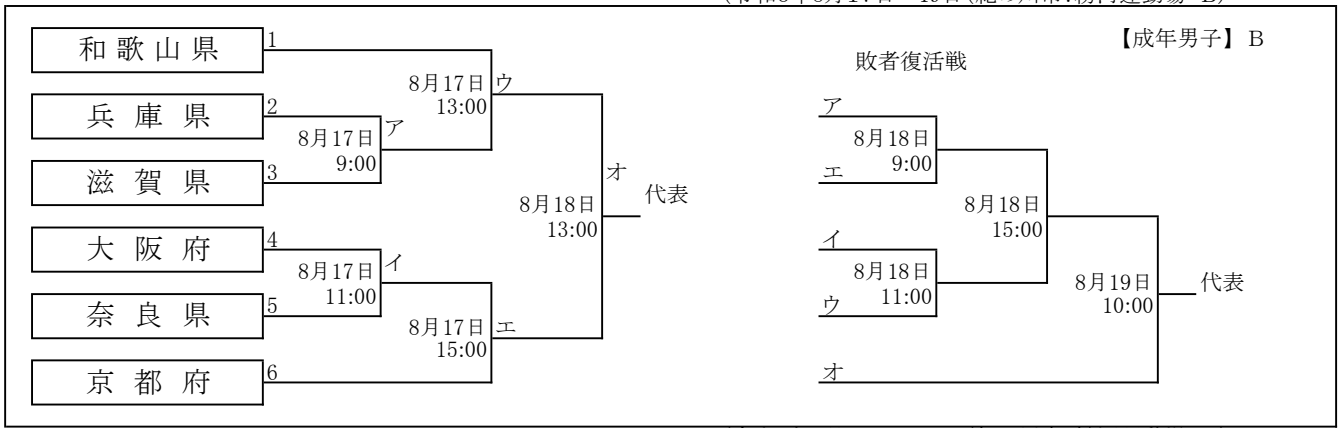 【成年男子】 B
和歌山県 1
兵庫県 2
滋賀県 3
大阪府 4
奈良県 5
京都府 6
8月17日
9:00
ア
8月17日
11:00
イ
8月17日
13:00
ウ
8月17日
15:00
エ
8月18日
13:00
オ
代表
敗者復活戦
ア
エ
8月18日
9:00
イ
ウ
8月18日
11:00
8月18日
15:00
オ
8月19日
10:00
代表